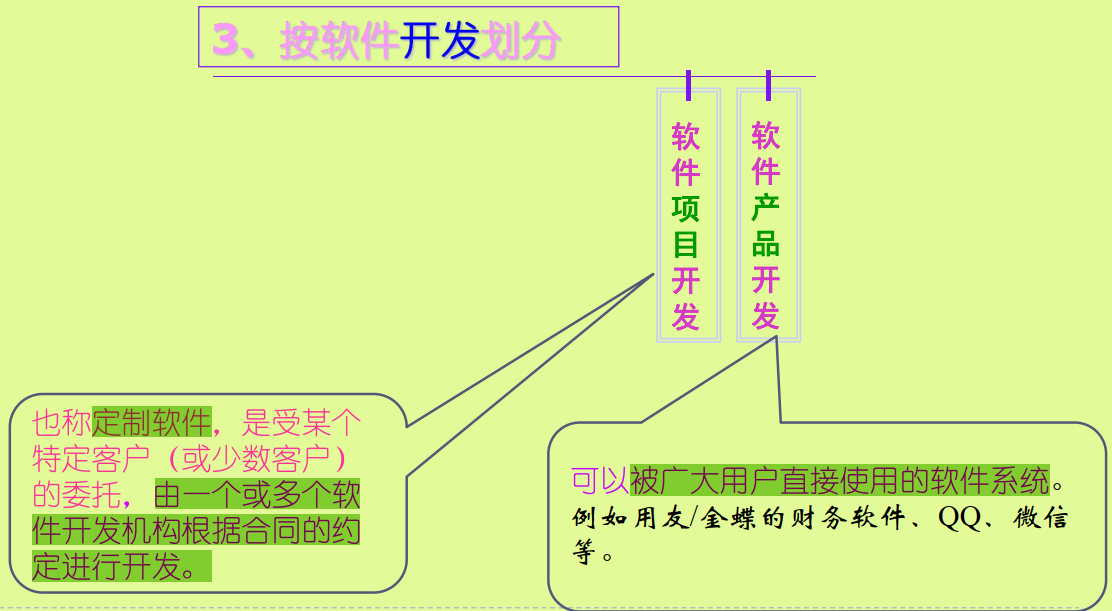 3、按软件开发划分
软件项目开发
软件产品开发
也称定制软件，是受某个
特定客户（或少数客户）
的委托，由一个或多个软
件开发机构根据合同的约
定进行开发。
可以被广大用户直接使用的软件系统。
例如用友/金蝶的财务软件、QQ、微信
等。